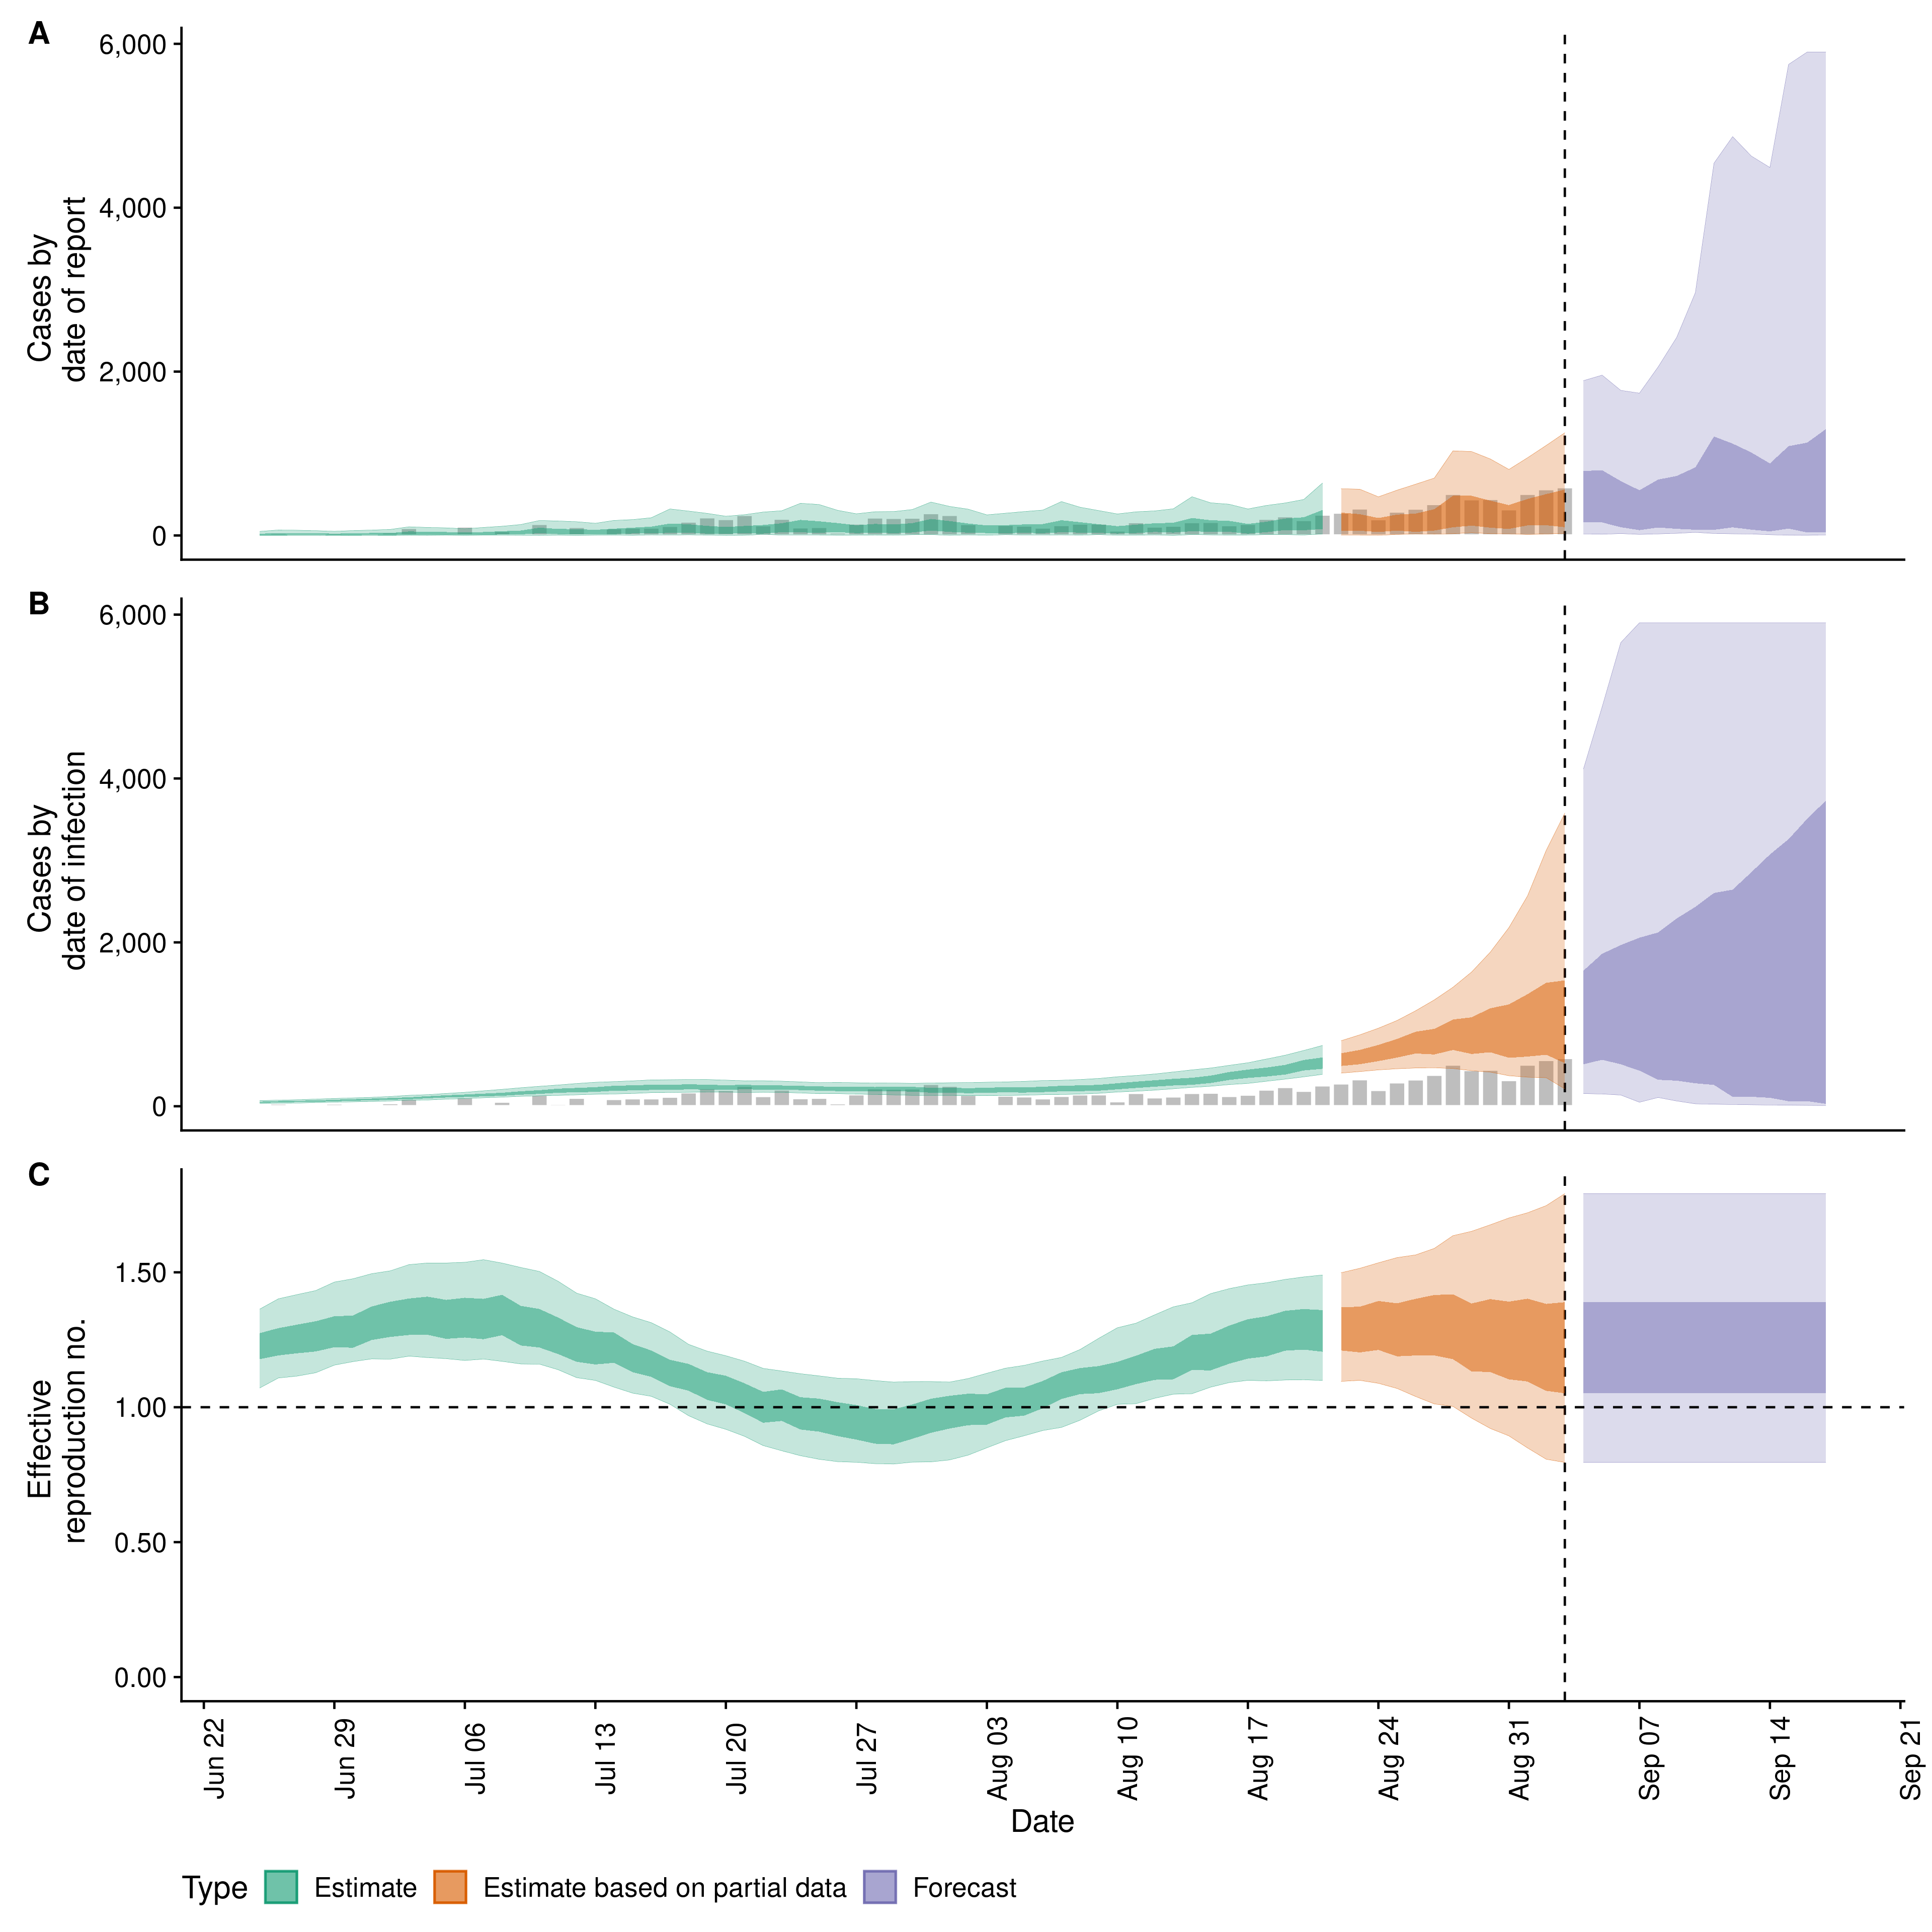 A
6,000
4,000
2,000
0
Cases by
date of report
B
6,000
4,000
2,000
0
Cases by
date of infection
C
1.50
1.00
0.50
0.00
Effective
reproduction no.
Jun 22
Jun 29
Jul 06
Jul 13
Jul 20
Jul 27
Aug 03
Aug 10
Aug 17
Aug 24
Aug 31
Sep 07
Sep 14
Sep 21
Date
Type Estimate Estimate based on partial data Forecast